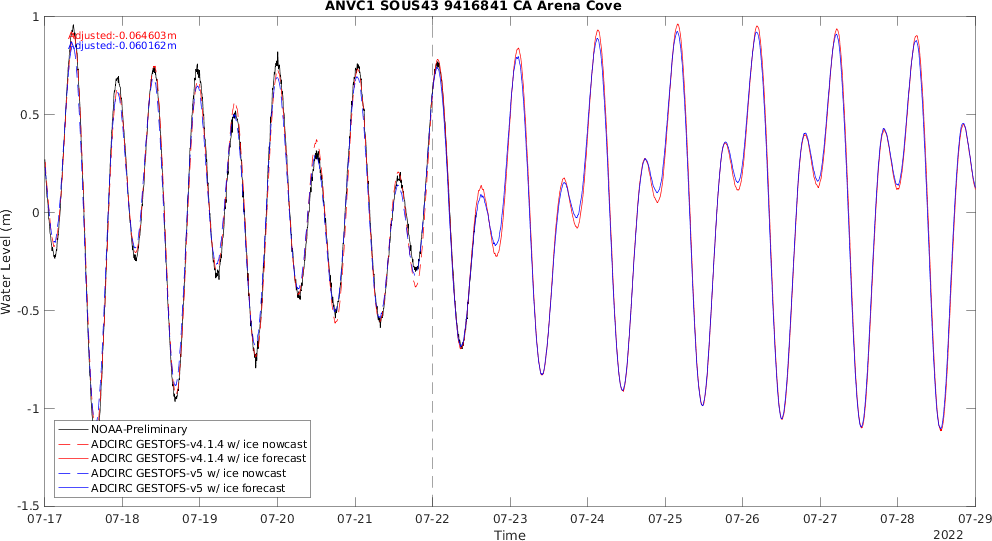 ANVC1 SOUS43 9416841 CA Arena Cove
Adjusted:-0.064603m
Adjusted:-0.060162m
Water Level (m)
1
0.5
0
-0.5
-1
-1.5
NOAA-Preliminary
ADCIRC GESTOFS-v4.1.4 w/ ice nowcast
ADCIRC GESTOFS-v4.1.4 w/ ice forecast
ADCIRC GESTOFS-v5 w/ ice nowcast
ADCIRC GESTOFS-v5 w/ ice forecast
07-17 07-18 07-19 07-20 07-21 07-22 07-23 07-24 07-25 07-26 07-27 07-28 07-29
Time
2022